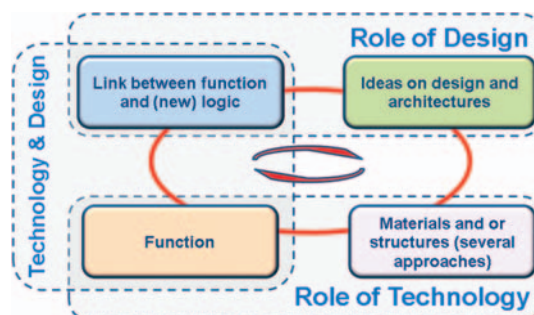 Role of Design
Technology & Design
Link between function
and (new) logic
Ideas on design and
architectures
Function
Materials and or
structures (several
approaches)
Role of Technology